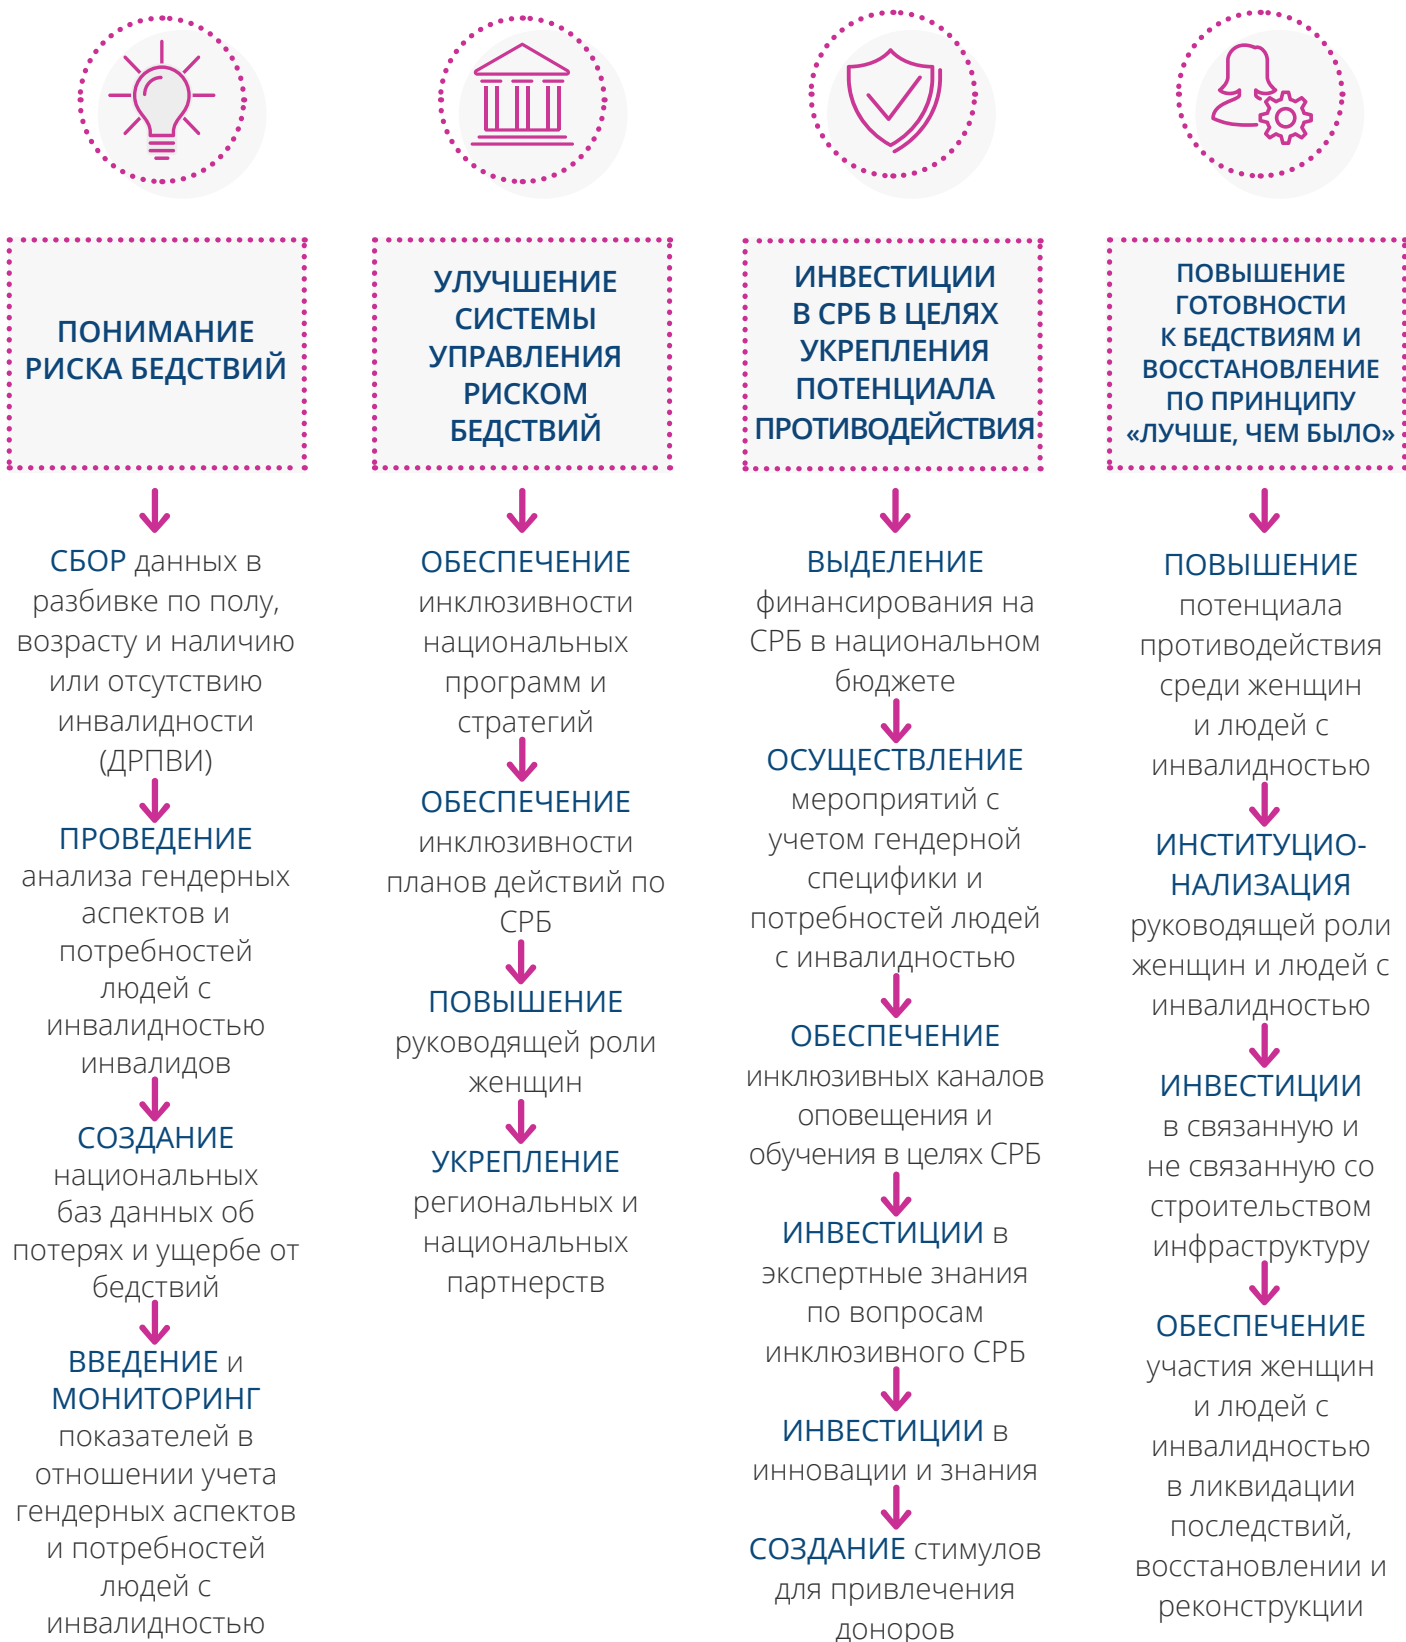 ПОНИМАНИЕ
РИСКА БЕДСТВИЙ
СБОР данных в
разбивке по полу,
возрасту и наличию
или отсутствию
инвалидности
(ДРПВИ)
ПРОВЕДЕНИЕ
анализа гендерных
аспектов и
потребностей
людей с
инвалидностью
инвалидов
СОЗДАНИЕ
национальных
баз данных об
потерях и ущербе от
бедствий
ВВЕДЕНИЕ и
МОНИТОРИНГ
показателей в
отношении учета
гендерных аспектов
и потребностей
людей с
инвалидностью
УЛУЧШЕНИЕ
СИСТЕМЫ
УПРАВЛЕНИЯ
РИСКОМ
БЕДСТВИЙ
ОБЕСПЕЧЕНИЕ
инклюзивности
национальных
программ и
стратегий
ОБЕСПЕЧЕНИЕ
инклюзивности
планов действий по
СРБ
ПОВЫШЕНИЕ
руководящей роли
женщин
УКРЕПЛЕНИЕ
региональных и
национальных
партнерств
ИНВЕСТИЦИИ
В СРБ В ЦЕЛЯХ
УКРЕПЛЕНИЯ
ПОТЕНЦИАЛА
ПРОТИВОДЕЙСТВИЯ
ВЫДЕЛЕНИЕ
финансирования на
СРБ в национальном
бюджете
ОСУЩЕСТВЛЕНИЕ
мероприятий с
учетом гендерной
специфики и
потребностей людей
с инвалидностью
ОБЕСПЕЧЕНИЕ
инклюзивных каналов
оповещения и
обучения в целях СРБ
ИНВЕСТИЦИИ в
экспертные знания
по вопросам
инклюзивного СРБ
ИНВЕСТИЦИИ в
инновации и знания
СОЗДАНИЕ стимулов
для привлечения
доноров
ПОВЫШЕНИЕ
ГОТОВНОСТИ
К БЕДСТВИЯМ И
ВОССТАНОВЛЕНИЕ
ПО ПРИНЦИПУ
«ЛУЧШЕ, ЧЕМ БЫЛО»
ПОВЫШЕНИЕ
потенциала
противодействия
среди женщин
и людей с
инвалидностью
ИНСТИТУЦИО-
НАЛИЗАЦИЯ
руководящей роли
женщин и людей с
инвалидностью
ИНВЕСТИЦИИ
в связанную и
не связанную со
строительством
инфраструктуру
ОБЕСПЕЧЕНИЕ
участия женщин
и людей с
инвалидностью
в ликвидации
последствий,
восстановлении и
реконструкции